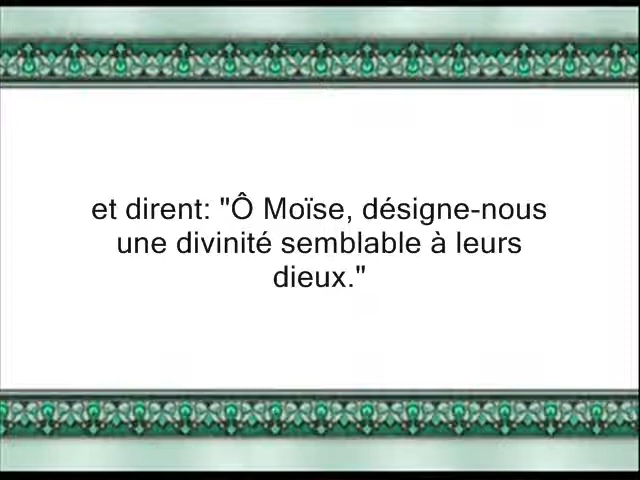 et dirent: "Ô Moïse, désigne-nous
une divinité semblable à leurs
dieux."